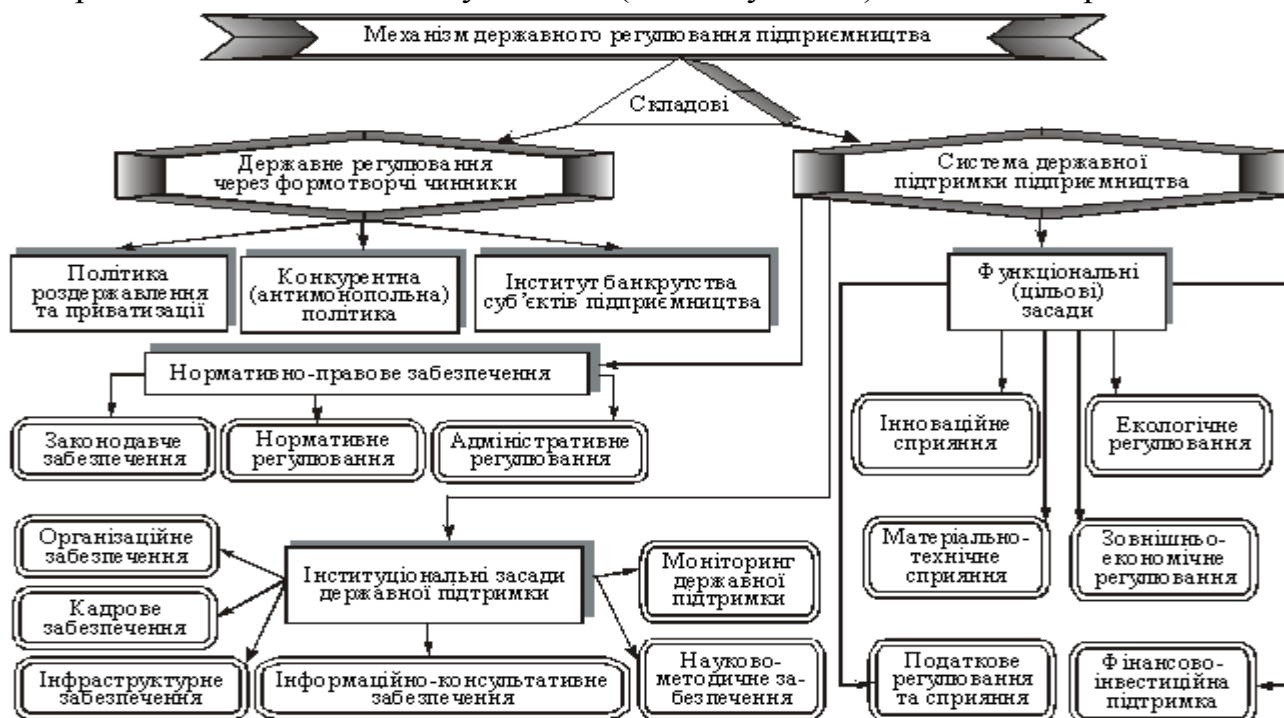 Механізм державного регулювання підприємництва
Складові
Державне регулювання
через формотворчі чинники
Система державної
підтримки підприємництва
Політика
роздержавлення
та приватизації
Конкурентна
(антимонопольна)
політика
Інститут банкрутства
суб’єктів підприємництва
Функціональні
(цільові)
засади
Нормативно-правове забезпечення
Законодавче
забезпечення
Нормативне
регулювання
Адміністративне
регулювання
Інноваційне
сприяння
Екологічне
регулювання
Організаційне
забезпечення
Кадрове
забезпечення
Інфраструктурне
забезпечення
Інституціональні засади
державної підтримки
Інформаційно-консультативне
забезпечення
Моніторинг
державної
підтримки
Науково-
методичне за-
безпечення
Матеріально-
технічне
сприяння
Зовнішньо-
економічне
регулювання
Податкове
регулювання
та сприяння
Фінансово-
інвестиційна
підтримка